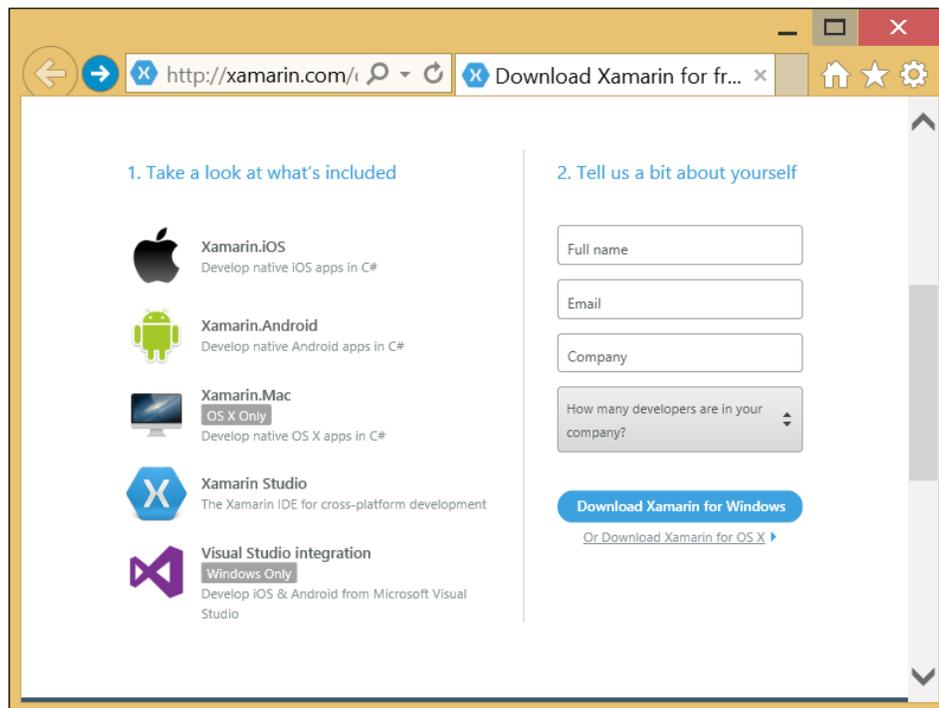 http://xamarin.com/
Download Xamarin for fr...
1. Take a look at what's included
Xamarin.iOS
Develop native iOS apps in C#
Xamarin.Android
Develop native Android apps in C#
Xamarin.Mac
OS X Only
Develop native OS X apps in C#
Xamarin Studio
The Xamarin IDE for cross-platform development
Visual Studio integration
Windows Only
Develop iOS & Android from Microsoft Visual
Studio
2. Tell us a bit about yourself
Full name
Email
Company
How many developers are in your
company?
Download Xamarin for Windows
Or Download Xamarin for OS X